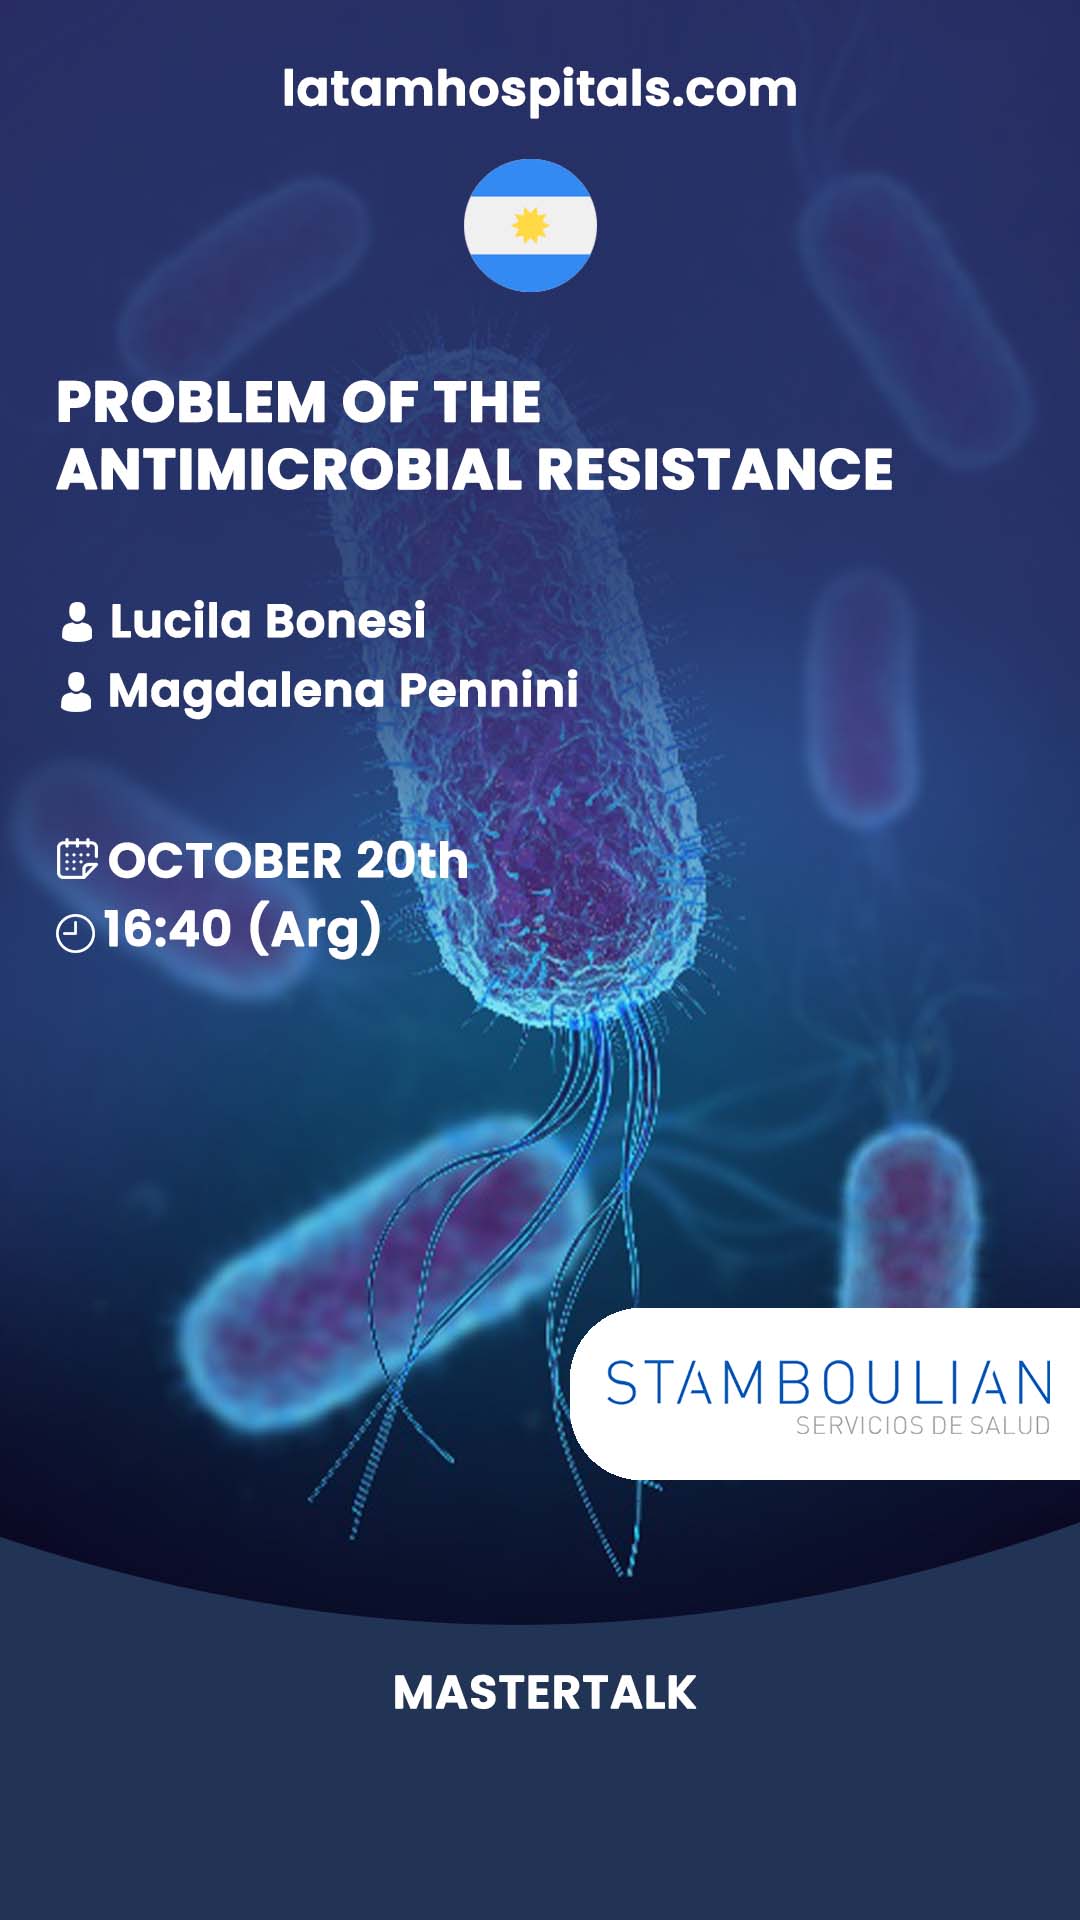 latamhospitals.com
PROBLEM OF THE
ANTIMICROBIAL RESISTANCE
Lucila Bonesi
Magdalena Pennini
OCTOBER 20th
16:40 (Arg)
STAMBOULIAN
SERVICIOS DE SALUD
MASTERTALK